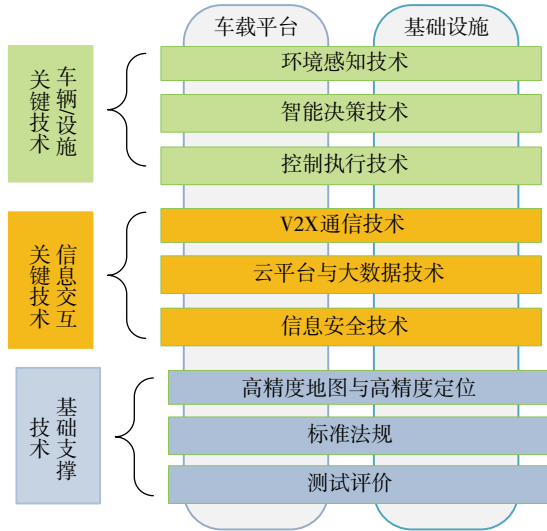 车载平台
基础设施
车辆/设施
关键技术
环境感知技术
智能决策技术
控制执行技术
信息交互
关键技术
V2X通信技术
云平台与大数据技术
信息安全技术
基础支撑
技术
高精度地图与高精度定位
标准法规
测试评价